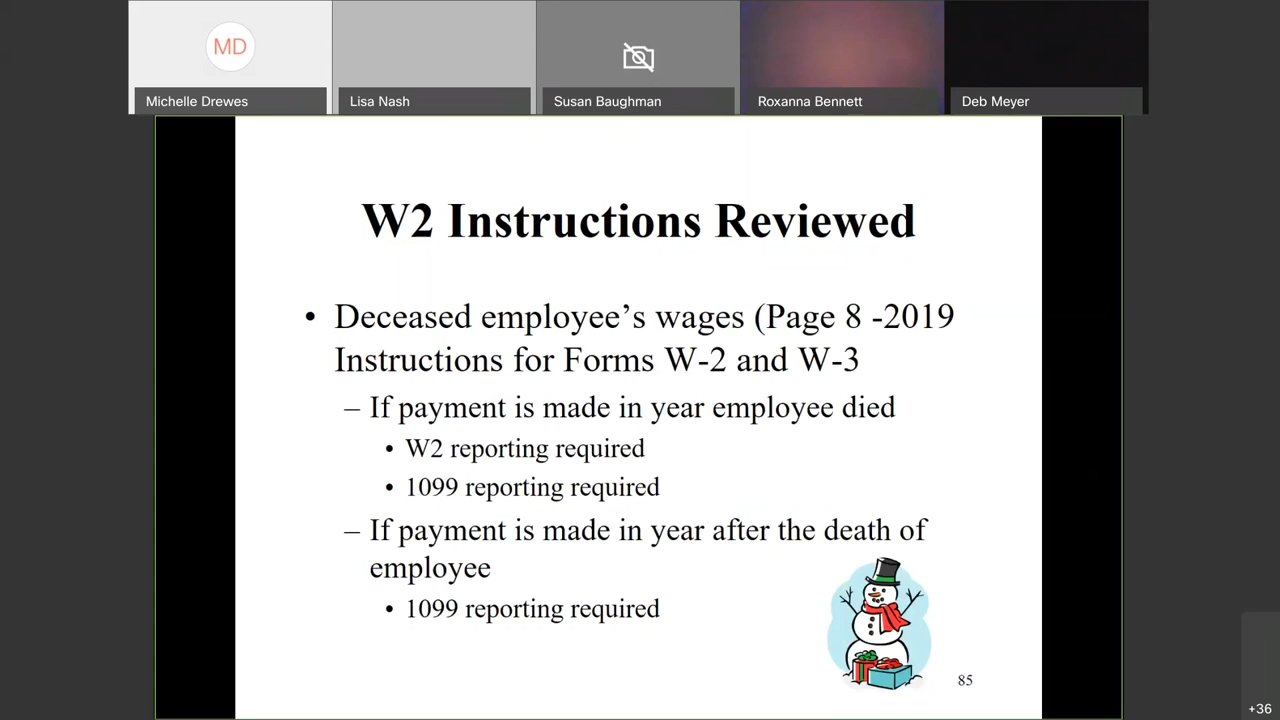 MD
Michelle Drewes
Lisa Nash
Susan Baughman
Roxanna Bennett
Deb Meyer
W2 Instructions Reviewed
• Deceased employee’s wages (Page 8 -2019
Instructions for Forms W-2 and W-3
– If payment is made in year employee died
• W2 reporting required
• 1099 reporting required
– If payment is made in year after the death of
employee
• 1099 reporting required
85
+36